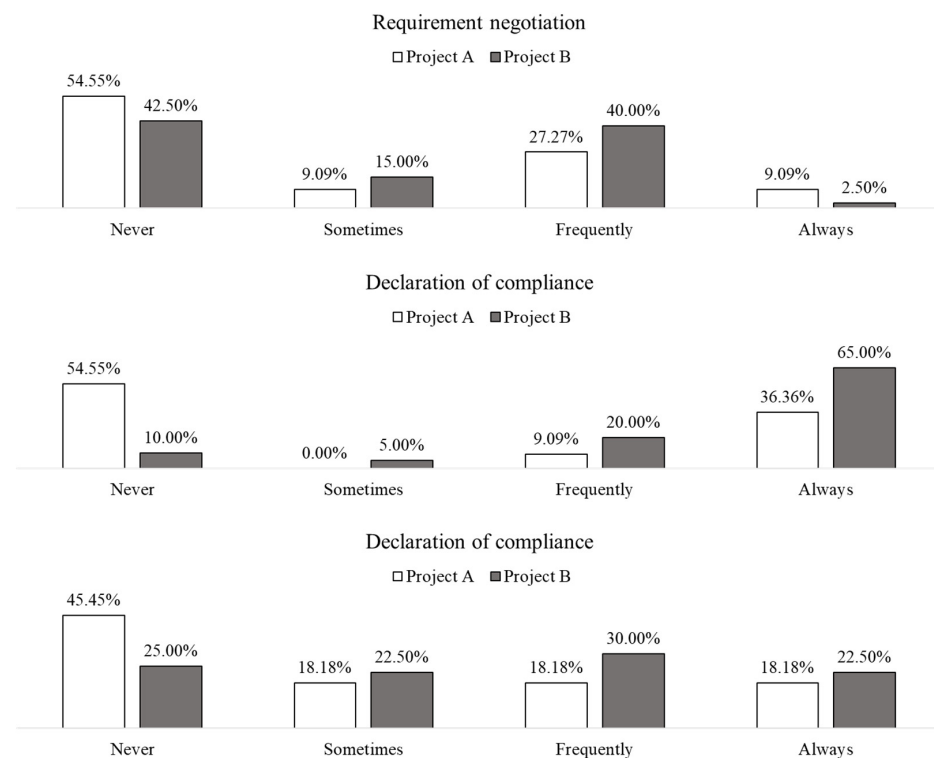 Requirement negotiation
Project A Project B
54.55%
42.50%
9.09%
15.00%
27.27%
40.00%
9.09%
2.50%
Never Sometimes Frequently Always
Declaration of compliance
Project A Project B
54.55%
10.00%
0.00%
5.00%
9.09%
20.00%
36.36%
65.00%
Never Sometimes Frequently Always
Declaration of compliance
Project A Project B
45.45%
25.00%
18.18%
22.50%
18.18%
30.00%
18.18%
22.50%
Never Sometimes Frequently Always